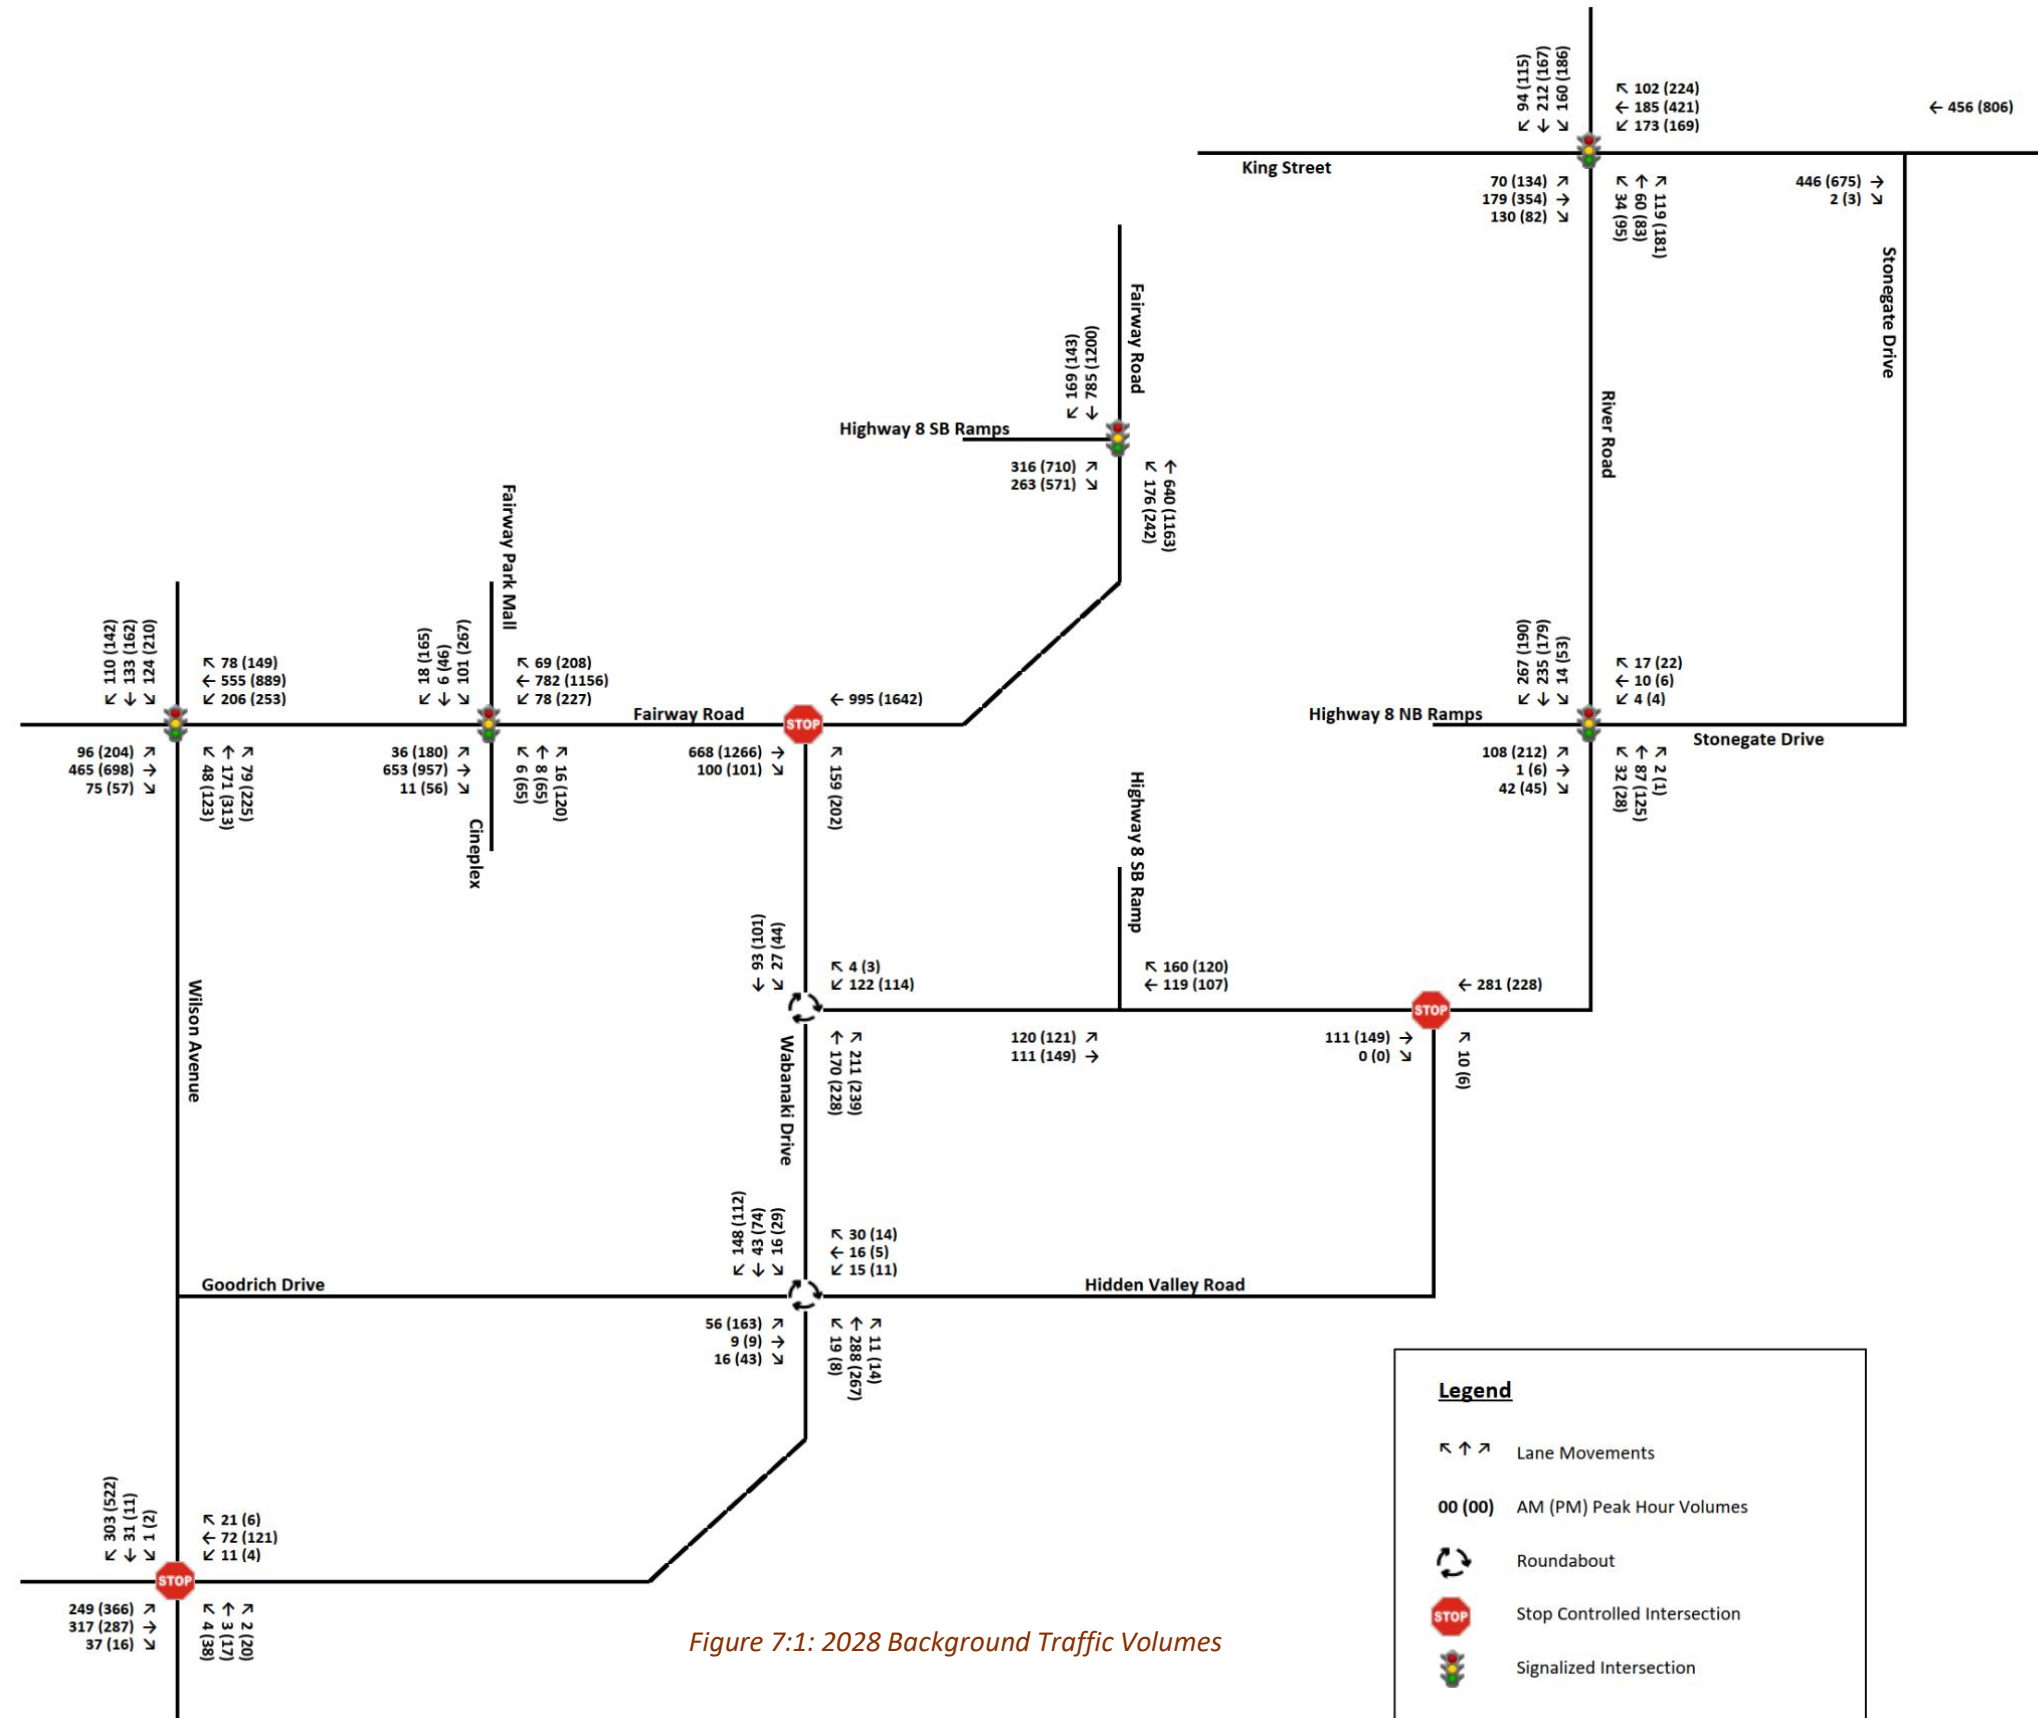 94 (115)
212 (167)
160 (186)
↖ 102 (224)
← 185 (421)
↙ 173 (169)
← 456 (806)
↙ ↓ ↘
King Street
70 (134) ↗
179 (354) →
130 (82) ↘
↖ ↑ ↗
34 (95)
60 (83)
119 (181)
446 (675) →
2 (3) ↘
Stonegate Drive
Fairway Road
169 (143)
785 (1200)
↖ ↓
Highway 8 SB Ramps
316 (710) ↗
263 (571) ↘
↖ ↑
176 (242)
640 (1163)
River Road
Fairway Park Mall
110 (142)
133 (162)
124 (210)
↙ ↓ ↘
↖ 78 (149)
← 555 (889)
↙ 206 (253)
18 (165)
6 (46)
101 (267)
↙ ↓ ↘
↖ 69 (208)
← 782 (1156)
↙ 78 (227)
Fairway Road
STOP
← 995 (1642)
96 (204) ↗
465 (698) →
75 (57) ↘
↖ ↑ ↗
48 (123)
171 (313)
79 (225)
36 (180) ↗
653 (957) →
11 (56) ↘
↖ ↑ ↗
6 (65)
8 (65)
16 (120)
Cineplex
668 (1266) →
100 (101) ↘
↗
159 (202)
267 (190)
235 (179)
14 (53)
↙ ↓ ↘
↖ 17 (22)
← 10 (6)
↙ 4 (4)
Highway 8 NB Ramps
Stonegate Drive
108 (212) ↗
1 (6) →
42 (45) ↘
↖ ↑ ↗
32 (28)
87 (125)
2 (1)
Highway 8 SB Ramp
93 (101)
27 (44)
↓ ↘
↖ 4 (3)
↙ 122 (114)
↖ 160 (120)
← 119 (107)
← 281 (228)
STOP
Wilson Avenue
Wabanaki Drive
↑ ↗
170 (228)
211 (239)
120 (121) ↗
111 (149) →
111 (149) →
0 (0) ↘
↗
10 (6)
148 (112)
43 (74)
16 (29)
↙ ↓ ↘
↖ 30 (14)
← 16 (5)
↙ 15 (11)
Goodrich Drive
Hidden Valley Road
56 (163) ↗
9 (9) →
16 (43) ↘
↖ ↑ ↗
19 (8)
288 (267)
11 (14)
303 (522)
31 (11)
1 (2)
↙ ↓ ↘
↖ 21 (6)
← 72 (121)
↙ 11 (4)
STOP
249 (366) ↗
317 (287) →
37 (16) ↘
↖ ↑ ↗
4 (38)
3 (17)
2 (20)
Figure 7:1: 2028 Background Traffic Volumes
Legend
↖ ↑ ↗ Lane Movements
00 (00) AM (PM) Peak Hour Volumes
Roundabout
STOP Stop Controlled Intersection
Signalized Intersection